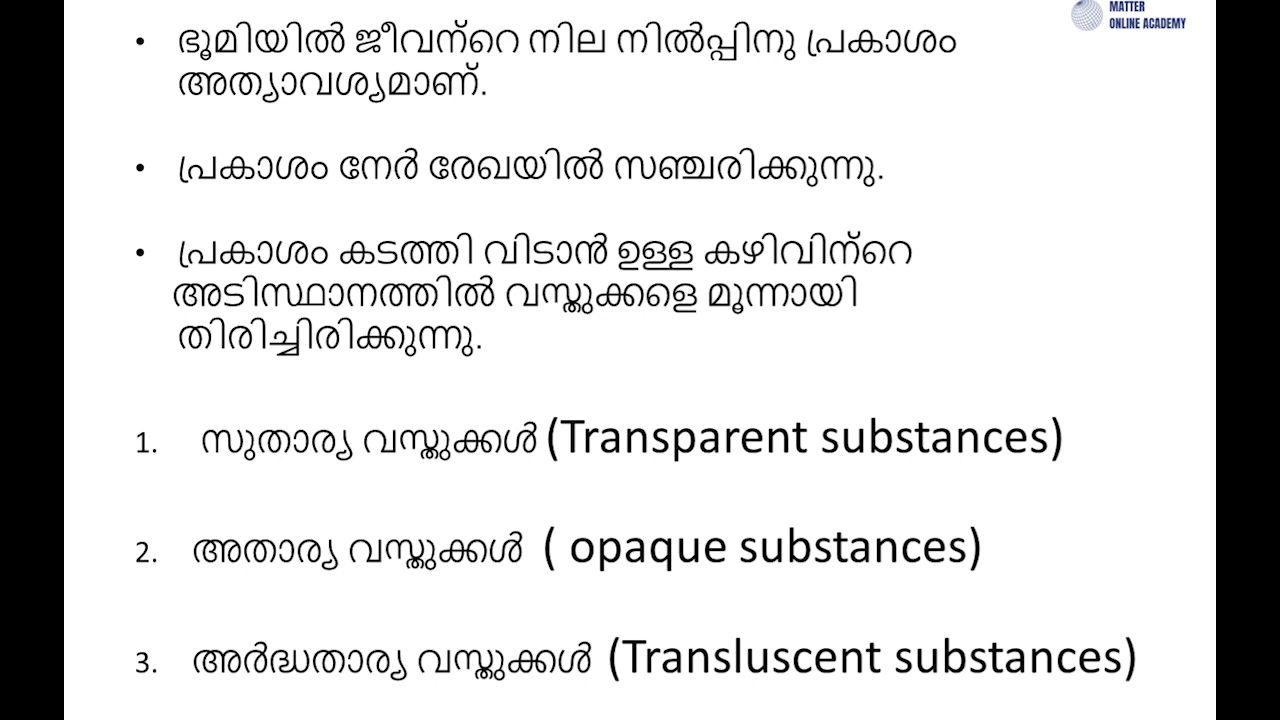 MATTER
ONLINE ACADEMY
• ഭൂമിയിൽ ജീവന്റെ നില നിൽപ്പിനു പ്രകാശം
അത്യാവശ്യമാണ്.
• പ്രകാശം നേർ രേഖയിൽ സഞ്ചരിക്കുന്നു.
• പ്രകാശം കടത്തി വിടാൻ ഉള്ള കഴിവിന്റെ
അടിസ്ഥാനത്തിൽ വസ്തുക്കളെ മൂന്നായി
തിരിച്ചിരിക്കുന്നു.
1. സുതാര്യ വസ്തുക്കൾ (Transparent substances)
2. അതാര്യ വസ്തുക്കൾ ( opaque substances)
3. അർദ്ധതാര്യ വസ്തുക്കൾ (Transluscent substances)